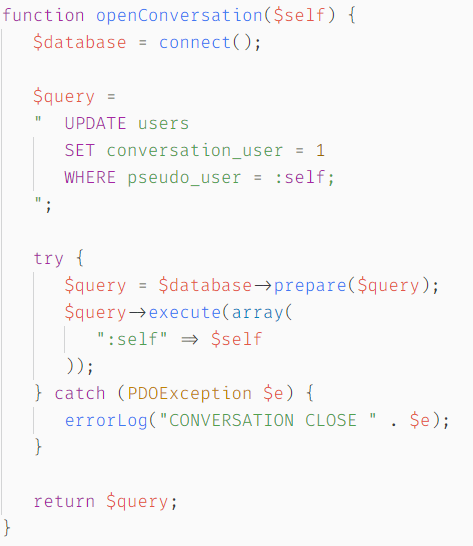 function openConversation($self) {
$database = connect();
$query =
" UPDATE users
SET conversation_user = 1
WHERE pseudo_user = :self;
";
try {
$query = $database->prepare($query);
$query->execute(array(
":self" => $self
));
} catch (PDOException $e) {
errorLog("CONVERSATION CLOSE " . $e);
}
return $query;
}